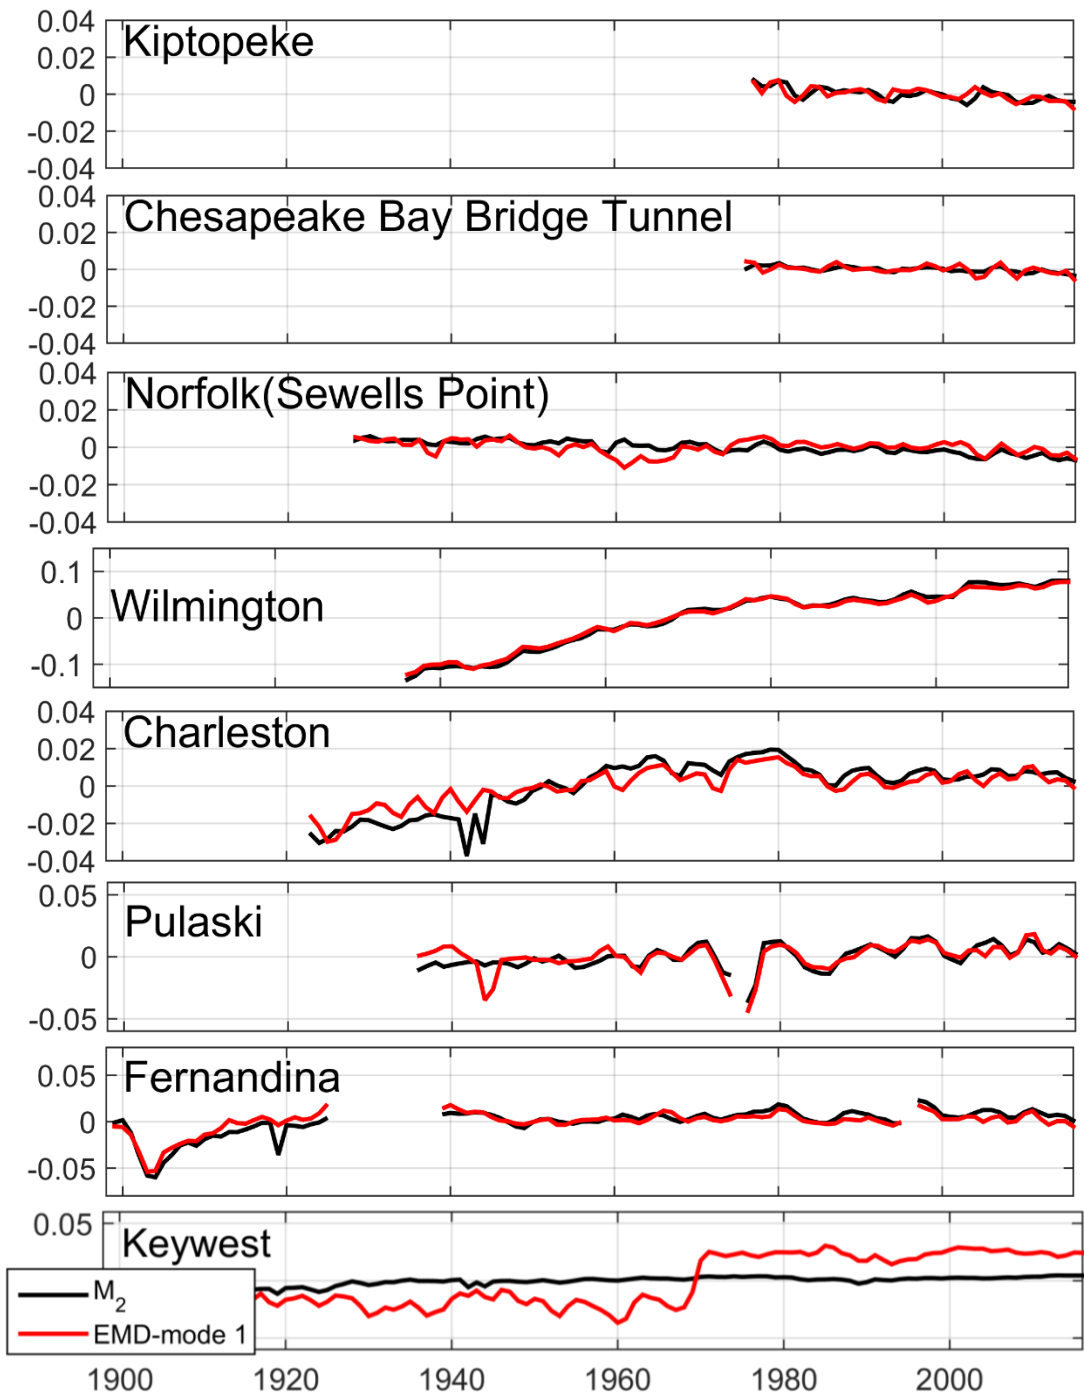 0.04
Kiptopeke
0.02
0
-0.02
-0.04
0.04
Chesapeake Bay Bridge Tunnel
0.02
0
-0.02
-0.04
0.04
Norfolk(Sewells Point)
0.02
0
-0.02
-0.04
0.1
Wilmington
0
-0.1
0.04
Charleston
0.02
0
-0.02
-0.04
0.05
Pulaski
0
-0.05
Fernandina
0.05
0
-0.05
0.05
Keywest
M2
EMD-mode 1
1900 1920 1940 1960 1980 2000